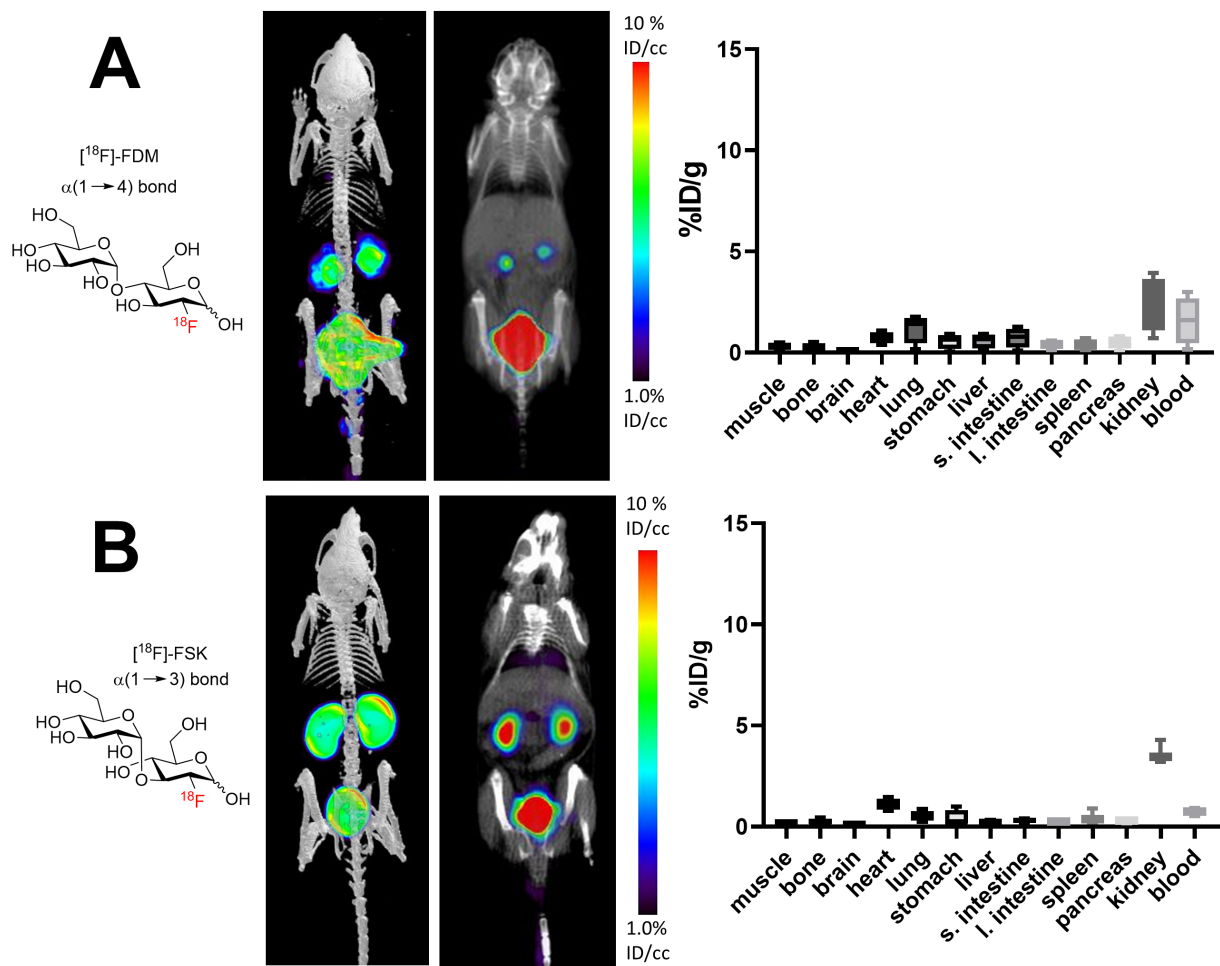 A
[18F]-FDM
α(1 → 4) bond
HO
HO
HO
O
HO
O
OH
O
HO
18F
OH
10 %
ID/cc
1.0%
ID/cc
%ID/g
15
10
5
0
muscle
bone
brain
heart
lung
stomach
liver
s. intestine
l. intestine
spleen
pancreas
kidney
blood
B
[18F]-FSK
α(1 → 3) bond
HO
HO
HO
O
HO
OH
HO
O
O
18F
OH
10 %
ID/cc
1.0%
ID/cc
%ID/g
15
10
5
0
muscle
bone
brain
heart
lung
stomach
liver
s. intestine
l. intestine
spleen
pancreas
kidney
blood